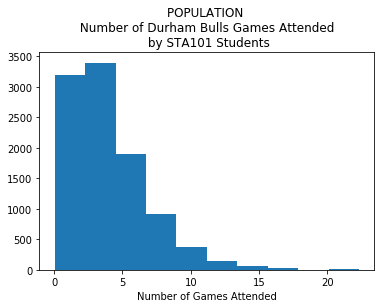 POPULATION
Number of Durham Bulls Games Attended
by STA101 Students
3500
3000
2500
2000
1500
1000
500
0
0 5 10 15 20
Number of Games Attended